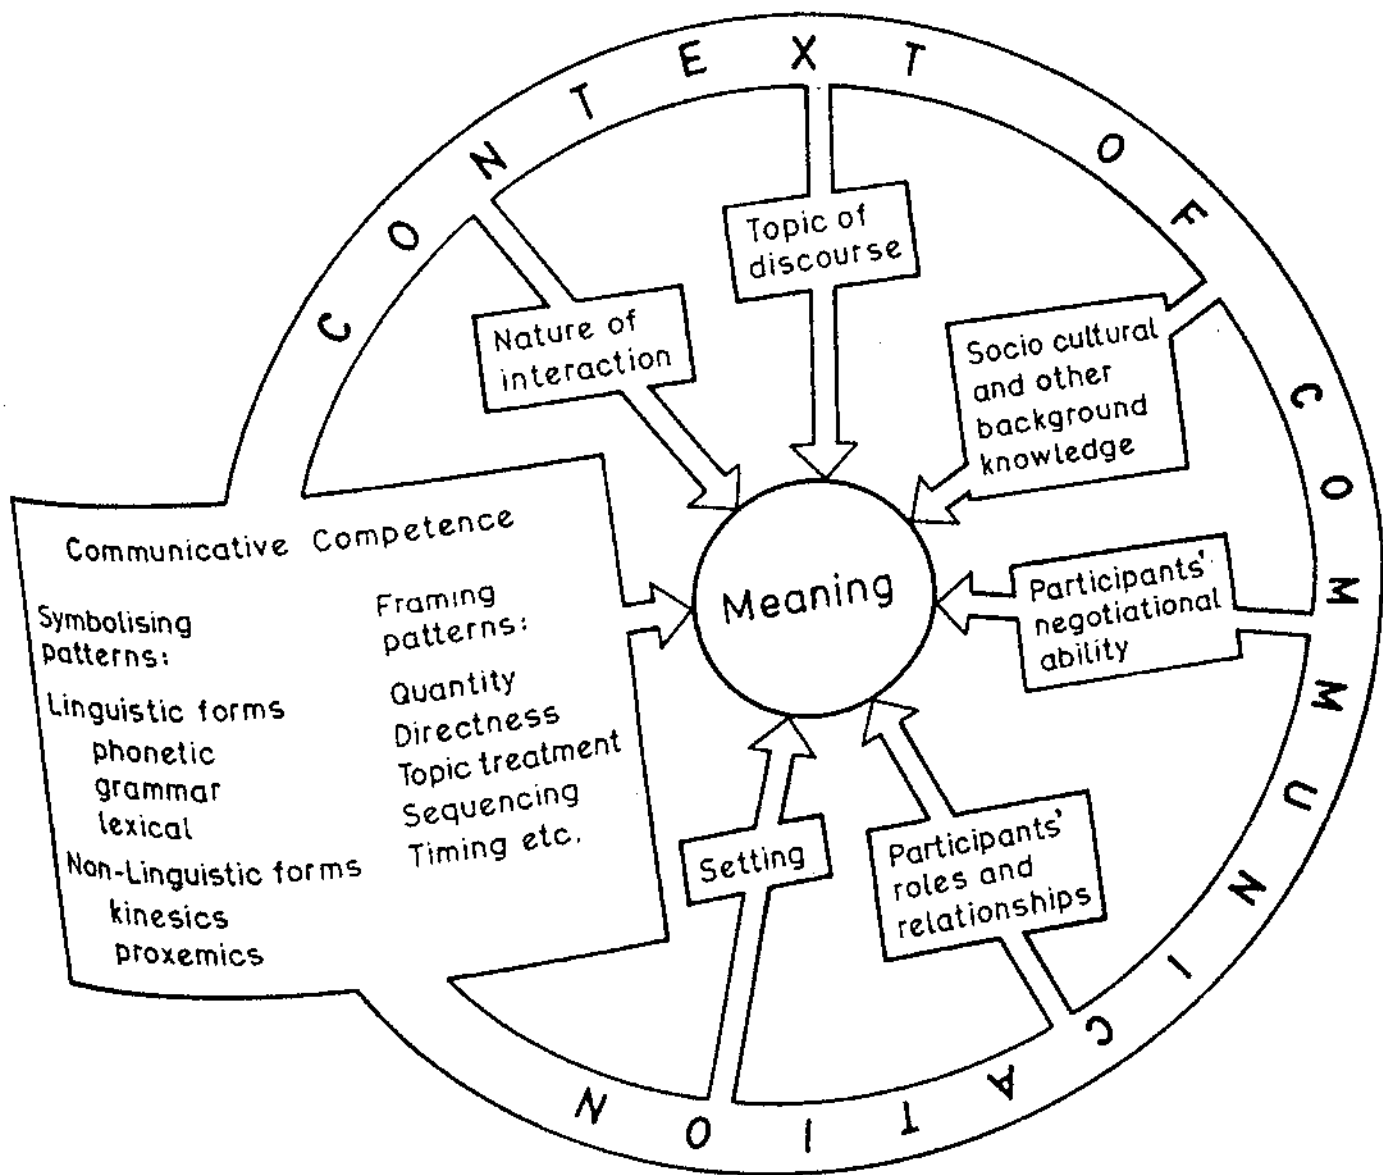 CONTEXT OF COMMUNICATION
Topic of
discourse
Nature of
interaction
Socio cultural
and other
background
knowledge
Communicative Competence
Symbolising
patterns:
Linguistic forms
phonetic
grammar
lexical
Non-Linguistic forms
kinesics
proxemics
Framing
patterns:
Quantity
Directness
Topic treatment
Sequencing
Timing etc.
Meaning
Participants'
negotiational
ability
Setting
Participants'
roles and
relationships